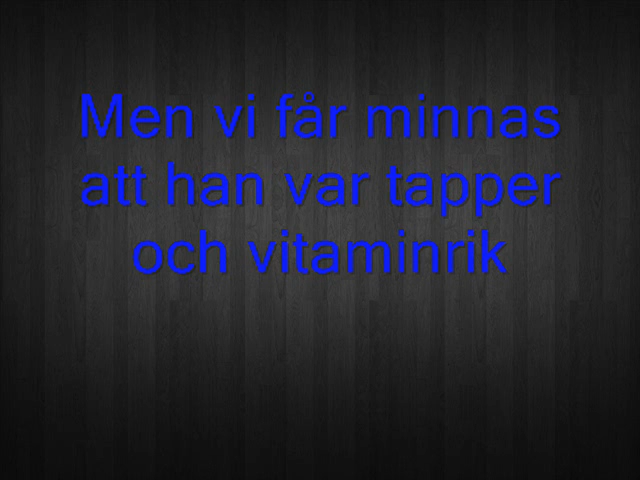 Men vi får minnas
att han var tapper
och vitaminrik